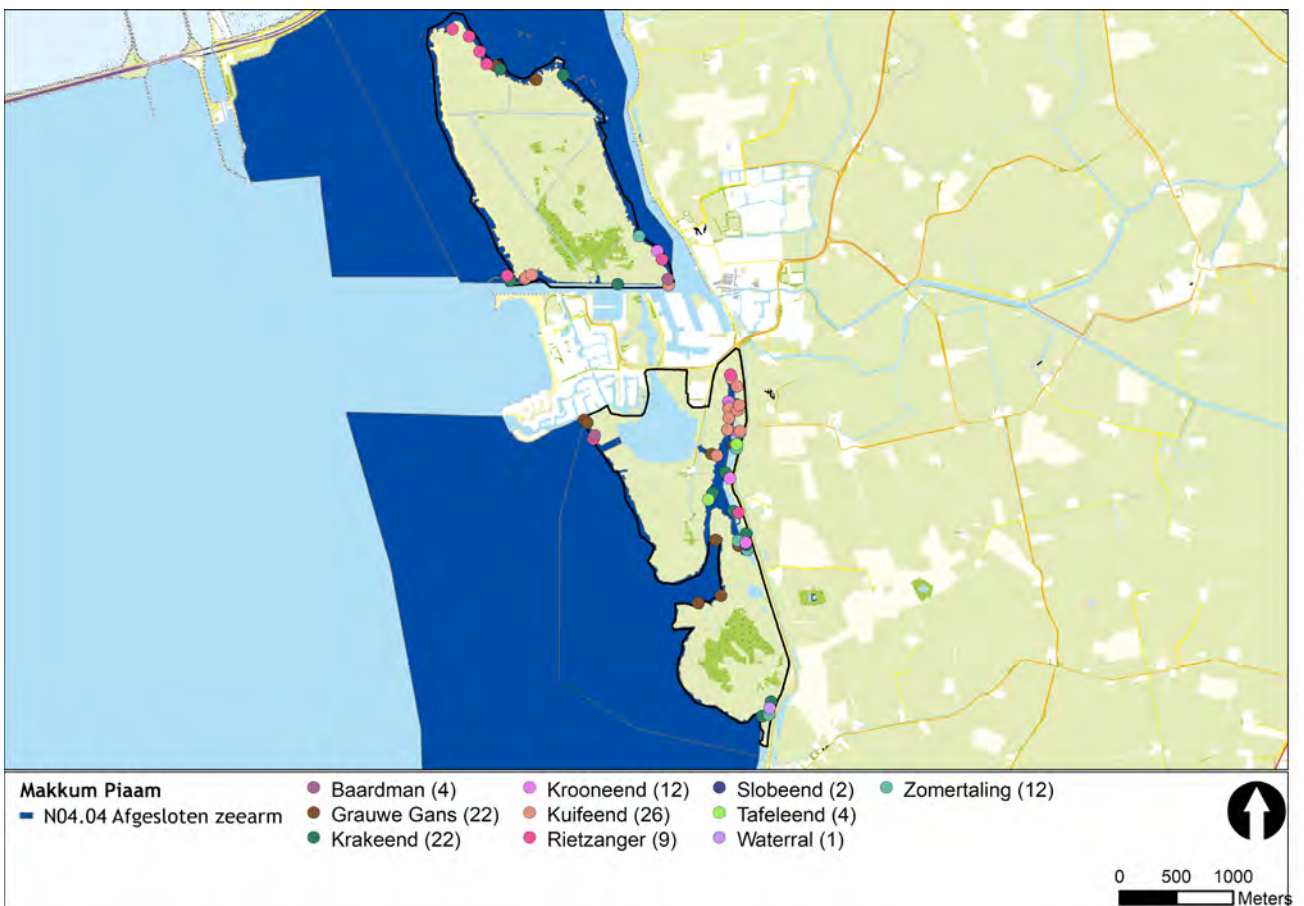 Makkum Piaam
N04.04 Afgesloten zeearm
Baardman (4)
Grauwe Gans (22)
Krakeend (22)
Krooneend (12)
Kuifeend (26)
Rietzanger (9)
Slobeend (2)
Tafeleend (4)
Waterral (1)
Zomertaling (12)
0 500 1000
Meters